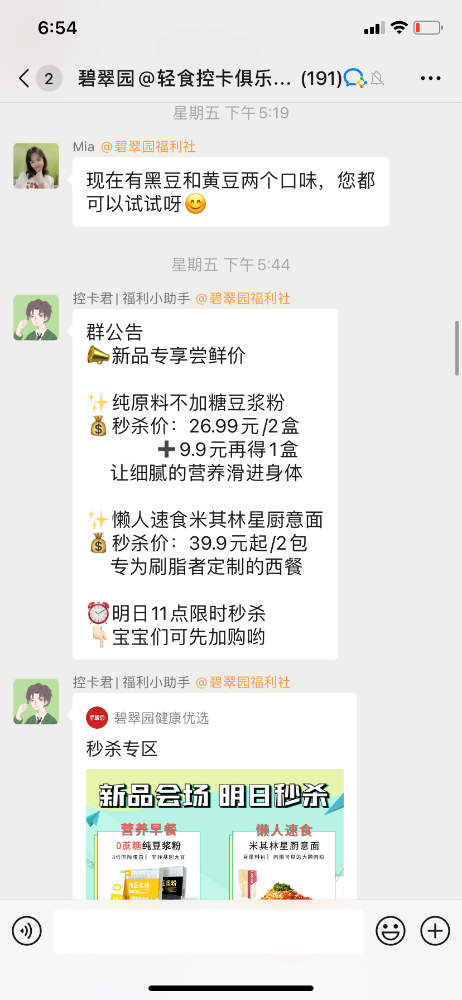 6:54
2 碧翠园@轻食控卡俱乐... (191)
星期五 下午5:19
Mia @碧翠园福利社
现在有黑豆和黄豆两个口味，您都
可以试试呀😊
星期五 下午5:44
控卡君| 福利小助手 @碧翠园福利社
群公告
📣新品专享尝鲜价
✨纯原料不加糖豆浆粉
💰秒杀价：26.99元/2盒
➕9.9元再得1盒
让细腻的营养滑进身体
✨懒人速食米其林星厨意面
💰秒杀价：39.9元起/2包
专为刷脂者定制的西餐
⏰明日11点限时秒杀
👇🏻宝宝们可先加购哟
控卡君| 福利小助手 @碧翠园福利社
碧翠园 碧翠园健康优选
秒杀专区
新品会场 明日秒杀
营养早餐
0蔗糖纯豆浆粉
3倍国际蛋白| 非转基因大豆
纯豆浆粉
豆浆粉
懒人速食
米其林星厨意面
巨量料包| 肉眼可见的大颗肉粒
PASTA